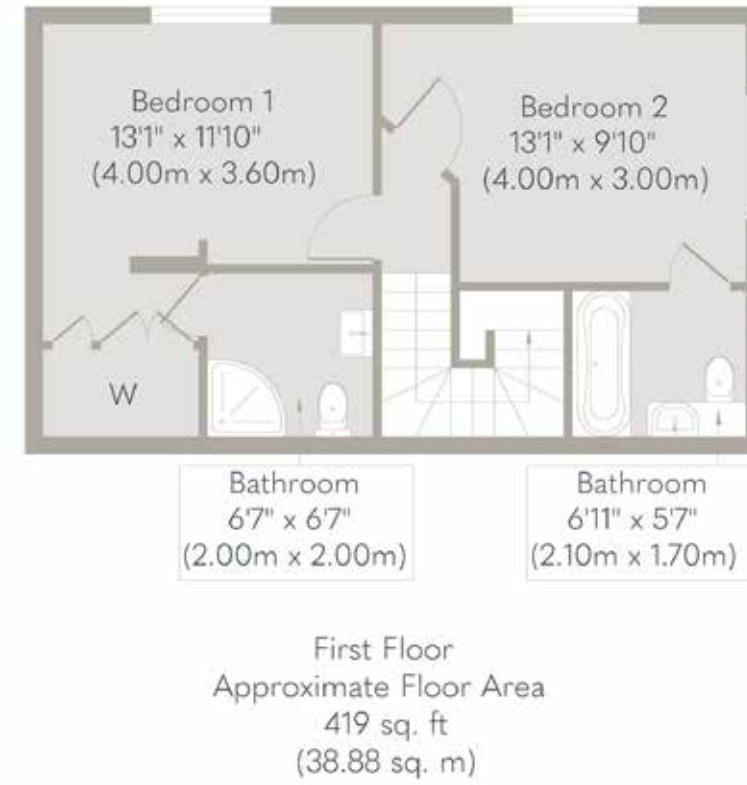 Bedroom 1
13'1" x 11'10"
(4.00m x 3.60m)
Bedroom 2
13'1" x 9'10"
(4.00m x 3.00m)
W
Bathroom
6'7" x 6'7"
(2.00m x 2.00m)
Bathroom
6'11" x 5'7"
(2.10m x 1.70m)
First Floor
Approximate Floor Area
419 sq. ft
(38.88 sq. m)